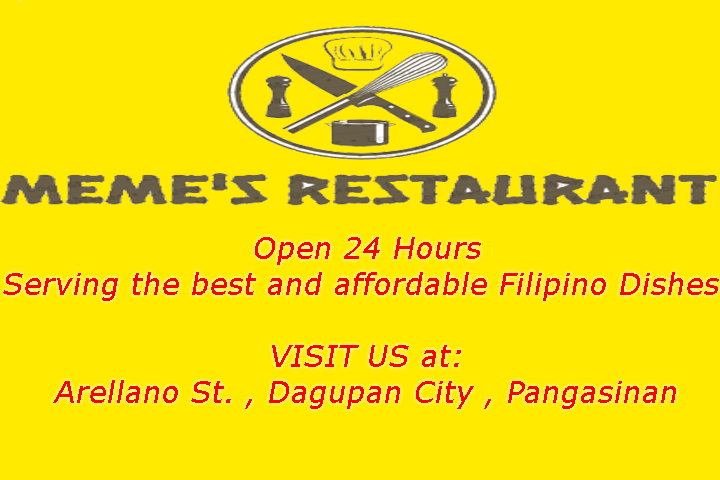 MEME'S RESTAURANT
Open 24 Hours
Serving the best and affordable Filipino Dishes
VISIT US at:
Arellano St. , Dagupan City , Pangasinan